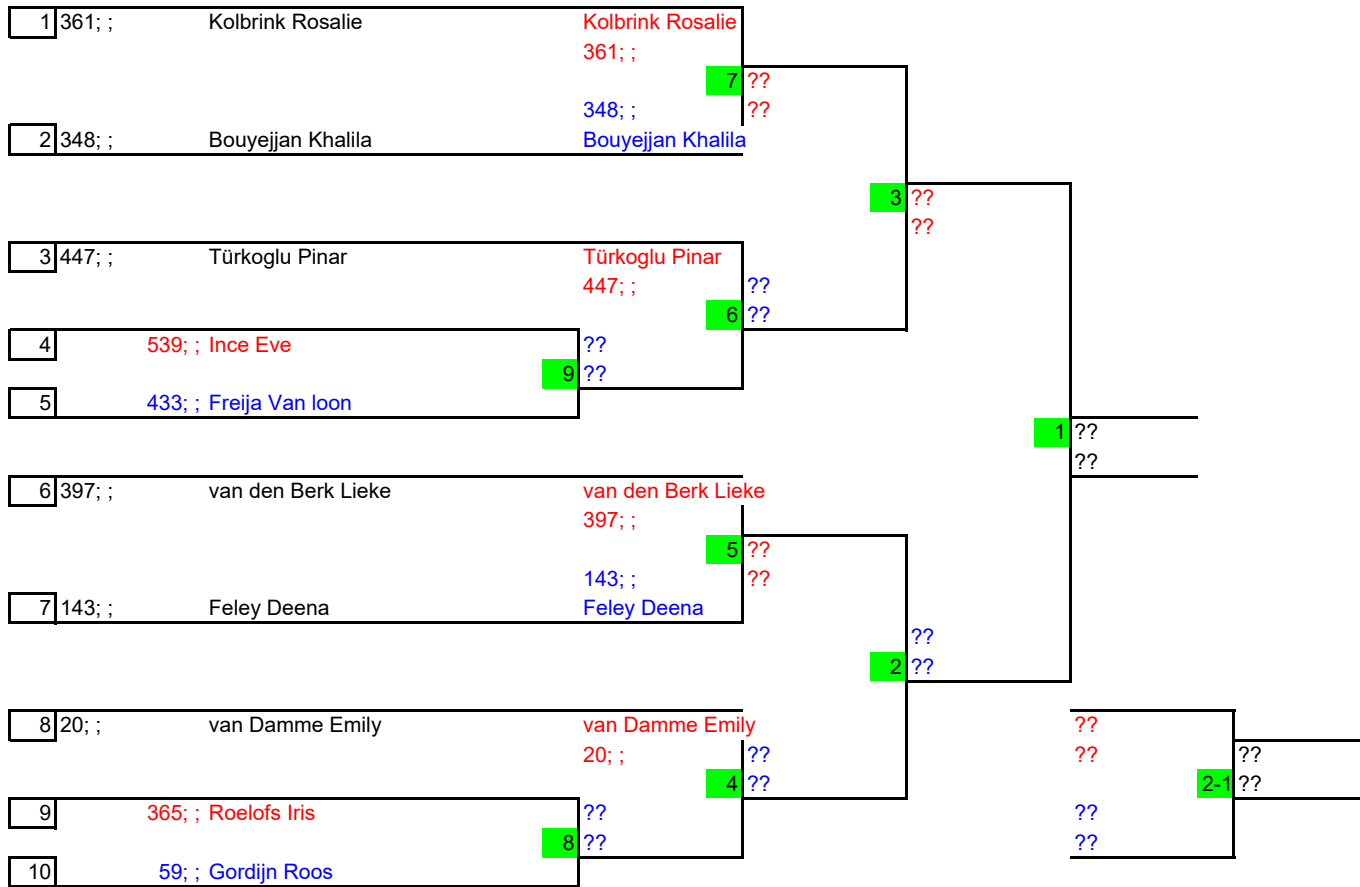 1 361; ; Kolbrink Rosalie Kolbrink Rosalie
361; ;
7 ??
348; ; ??
2 348; ; Bouyejjan Khalila Bouyejjan Khalila
3 ??
??
3 447; ; Türkoglu Pinar Türkoglu Pinar
447; ; ??
6 ??
4 539; ; Ince Eve ??
9 ??
5 433; ; Freija Van loon
1 ??
??
6 397; ; van den Berk Lieke van den Berk Lieke
397; ;
5 ??
143; ; ??
7 143; ; Feley Deena Feley Deena
??
2 ??
8 20; ; van Damme Emily van Damme Emily ??
20; ; ?? ?? ??
4 ?? 2-1 ??
9 365; ; Roelofs Iris ?? ??
8 ?? ??
10 59; ; Gordijn Roos